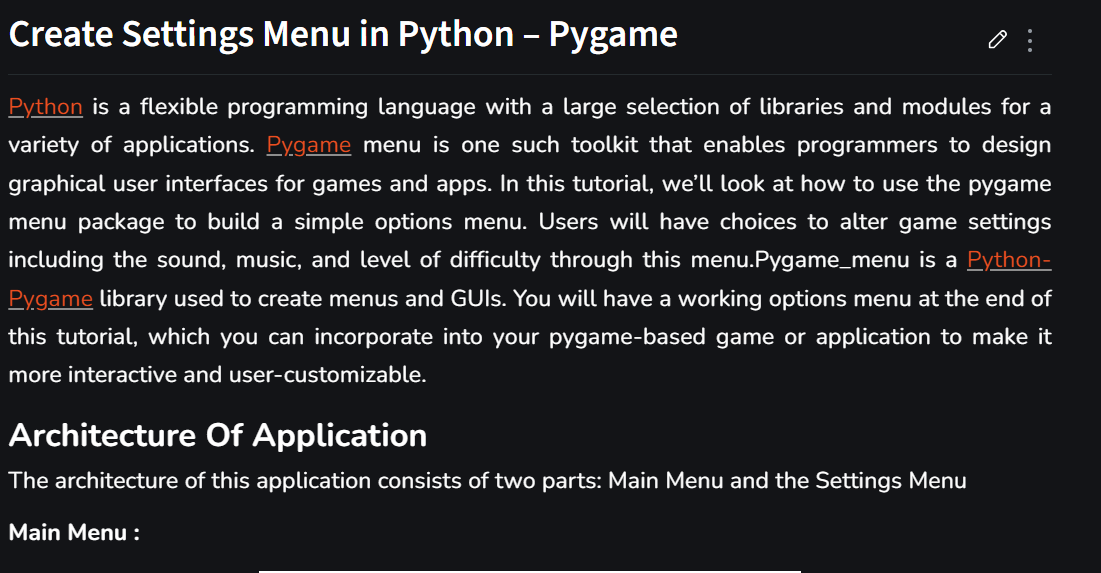 Create Settings Menu in Python – Pygame
Python is a flexible programming language with a large selection of libraries and modules for a
variety of applications. Pygame menu is one such toolkit that enables programmers to design
graphical user interfaces for games and apps. In this tutorial, we’ll look at how to use the pygame
menu package to build a simple options menu. Users will have choices to alter game settings
including the sound, music, and level of difficulty through this menu.Pygame_menu is a Python-
Pygame library used to create menus and GUIs. You will have a working options menu at the end of
this tutorial, which you can incorporate into your pygame-based game or application to make it
more interactive and user-customizable.
Architecture Of Application
The architecture of this application consists of two parts: Main Menu and the Settings Menu
Main Menu :